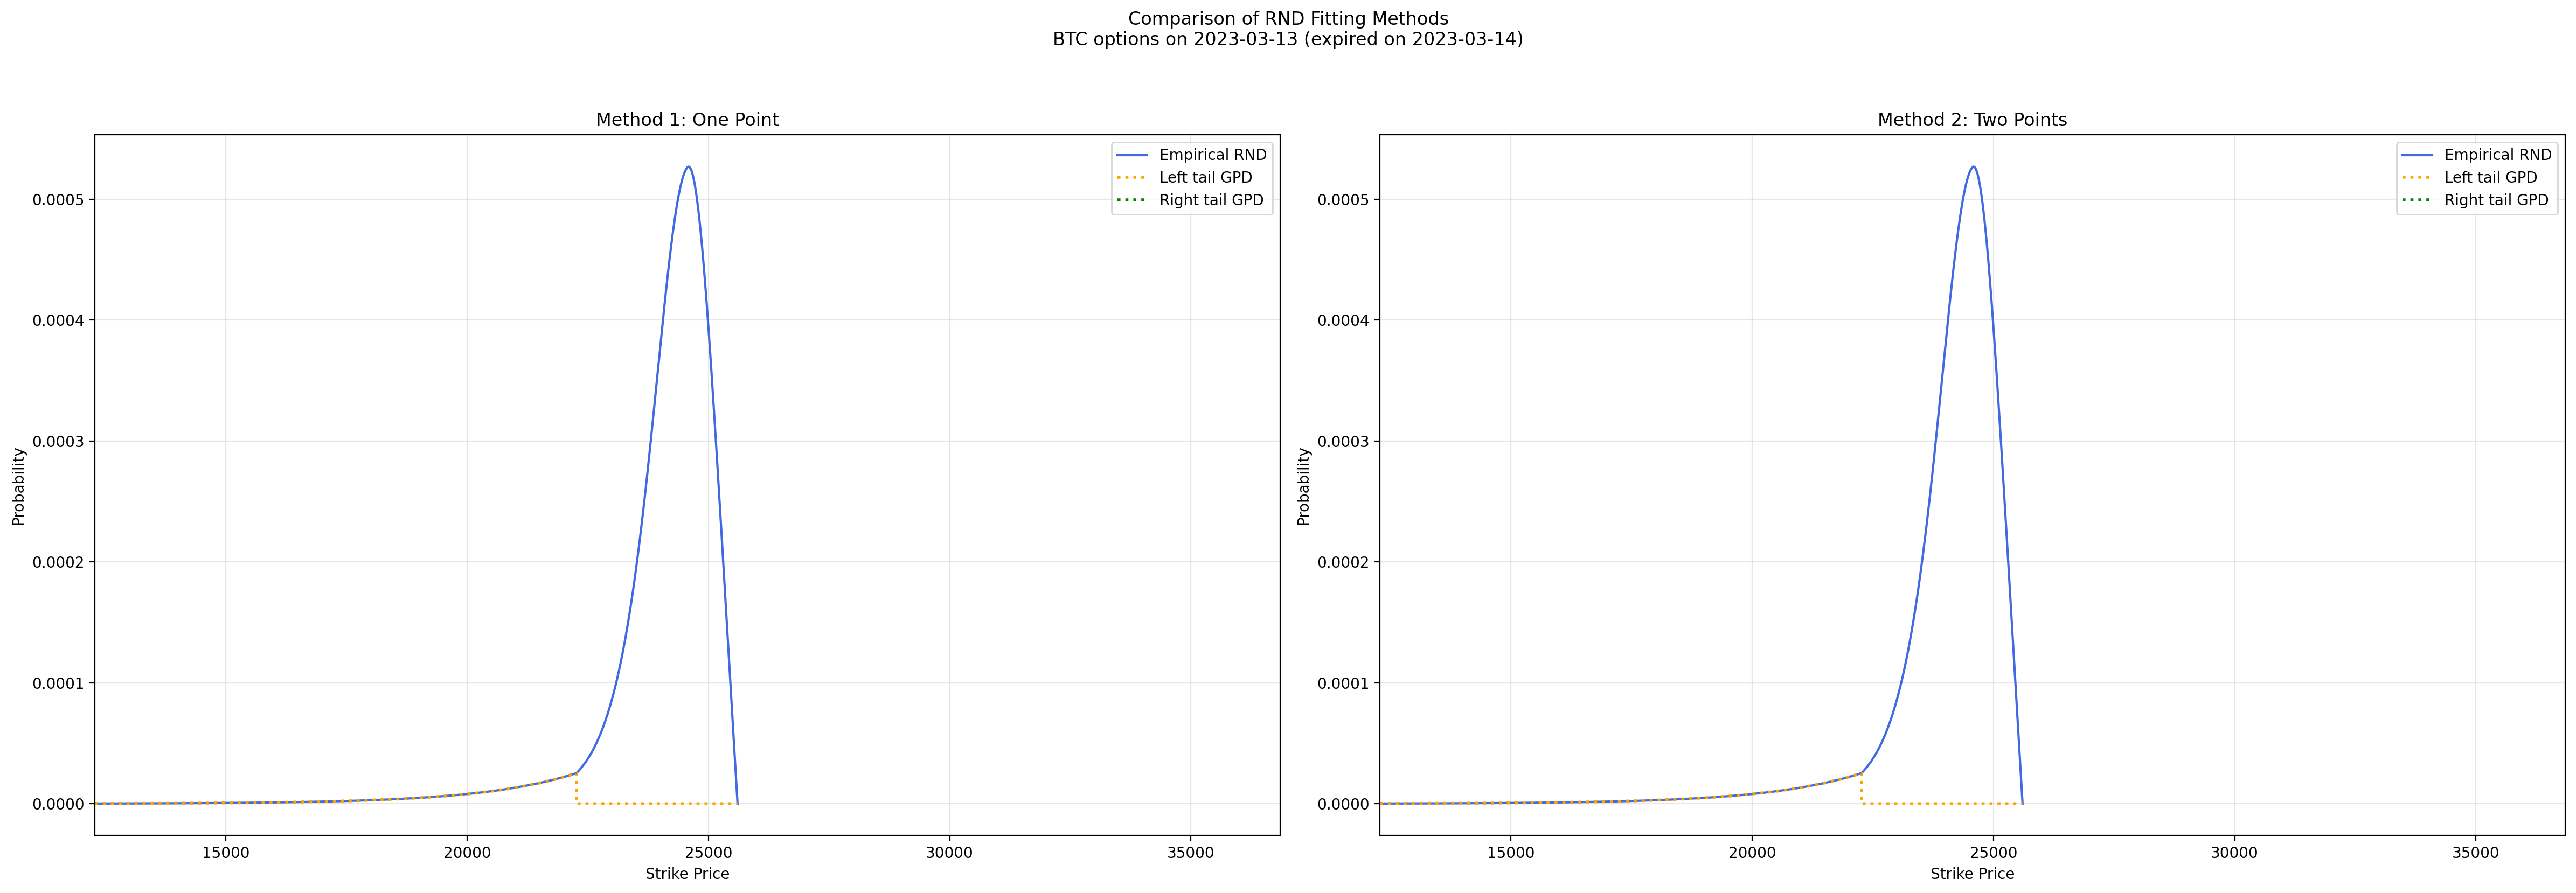 Comparison of RND Fitting Methods
BTC options on 2023-03-13 (expired on 2023-03-14)
Method 1: One Point
Empirical RND
Left tail GPD
Right tail GPD
0.0005
0.0004
0.0003
0.0002
0.0001
0.0000
Probability
15000
20000
25000
30000
35000
Strike Price
Method 2: Two Points
Empirical RND
Left tail GPD
Right tail GPD
0.0005
0.0004
0.0003
0.0002
0.0001
0.0000
Probability
15000
20000
25000
30000
35000
Strike Price